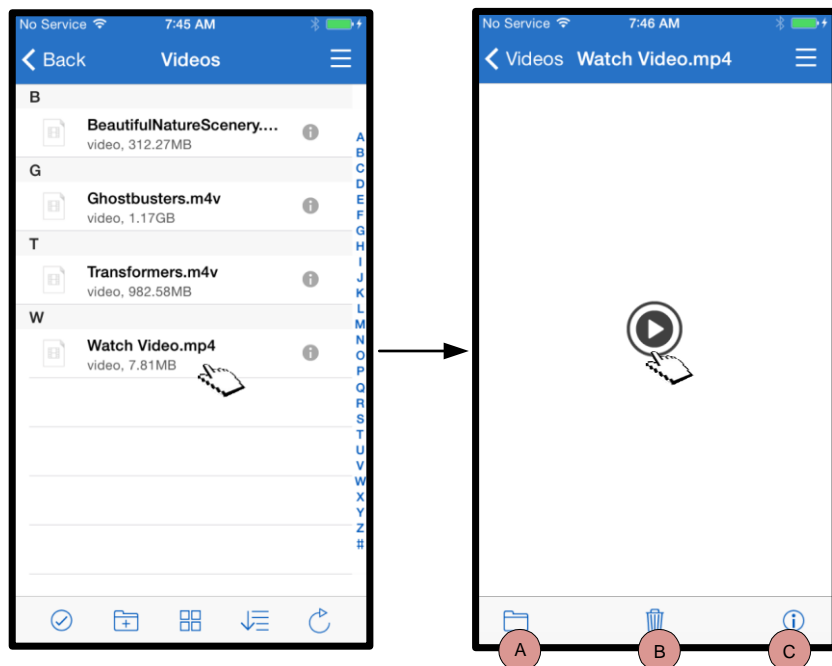 No Service 7:45 AM
Back Videos
B
BeautifulNatureScenery....
video, 312.27MB
G
Ghostbusters.m4v
video, 1.17GB
T
Transformers.m4v
video, 982.58MB
W
Watch Video.mp4
video, 7.81MB
A
B
C
D
E
F
G
H
I
J
K
L
M
N
O
P
Q
R
S
T
U
V
W
X
Y
Z
#
No Service 7:46 AM
Videos Watch Video.mp4
A B C